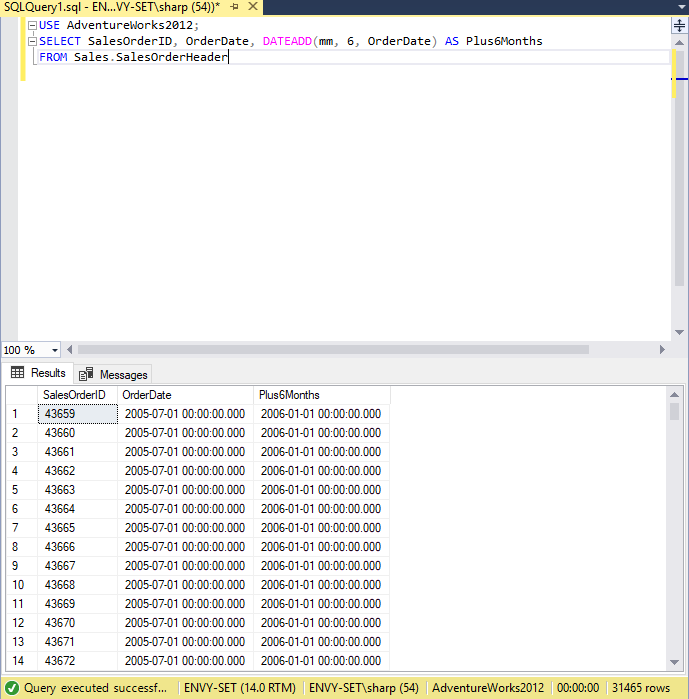 SQLQuery1.sql - EN...VY-SET\sharp (54))*
USE AdventureWorks2012;
SELECT SalesOrderID, OrderDate, DATEADD(mm, 6, OrderDate) AS Plus6Months
FROM Sales.SalesOrderHeader
100 %
Results Messages
SalesOrderID OrderDate Plus6Months
1 43659 2005-07-01 00:00:00.000 2006-01-01 00:00:00.000
2 43660 2005-07-01 00:00:00.000 2006-01-01 00:00:00.000
3 43661 2005-07-01 00:00:00.000 2006-01-01 00:00:00.000
4 43662 2005-07-01 00:00:00.000 2006-01-01 00:00:00.000
5 43663 2005-07-01 00:00:00.000 2006-01-01 00:00:00.000
6 43664 2005-07-01 00:00:00.000 2006-01-01 00:00:00.000
7 43665 2005-07-01 00:00:00.000 2006-01-01 00:00:00.000
8 43666 2005-07-01 00:00:00.000 2006-01-01 00:00:00.000
9 43667 2005-07-01 00:00:00.000 2006-01-01 00:00:00.000
10 43668 2005-07-01 00:00:00.000 2006-01-01 00:00:00.000
11 43669 2005-07-01 00:00:00.000 2006-01-01 00:00:00.000
12 43670 2005-07-01 00:00:00.000 2006-01-01 00:00:00.000
13 43671 2005-07-01 00:00:00.000 2006-01-01 00:00:00.000
14 43672 2005-07-01 00:00:00.000 2006-01-01 00:00:00.000
Query executed successf... ENVY-SET (14.0 RTM) ENVY-SET\sharp (54) AdventureWorks2012 00:00:00 31465 rows